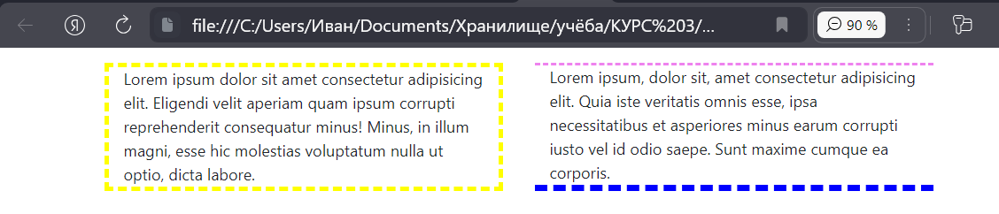 Я
file:///C:/Users/Иван/Documents/Хранилище/учёба/КУРС%203/...
90 %
Lorem ipsum dolor sit amet consectetur adipisicing
elit. Eligendi velit aperiam quam ipsum corrupti
reprehenderit consequatur minus! Minus, in illum
magni, esse hic molestias voluptatum nulla ut
optio, dicta labore.
Lorem ipsum, dolor sit, amet consectetur adipisicing
elit. Quia iste veritatis omnis esse, ipsa
necessitatibus et asperiores minus earum corrupti
iusto vel id odio saepe. Sunt maxime cumque ea
corporis.